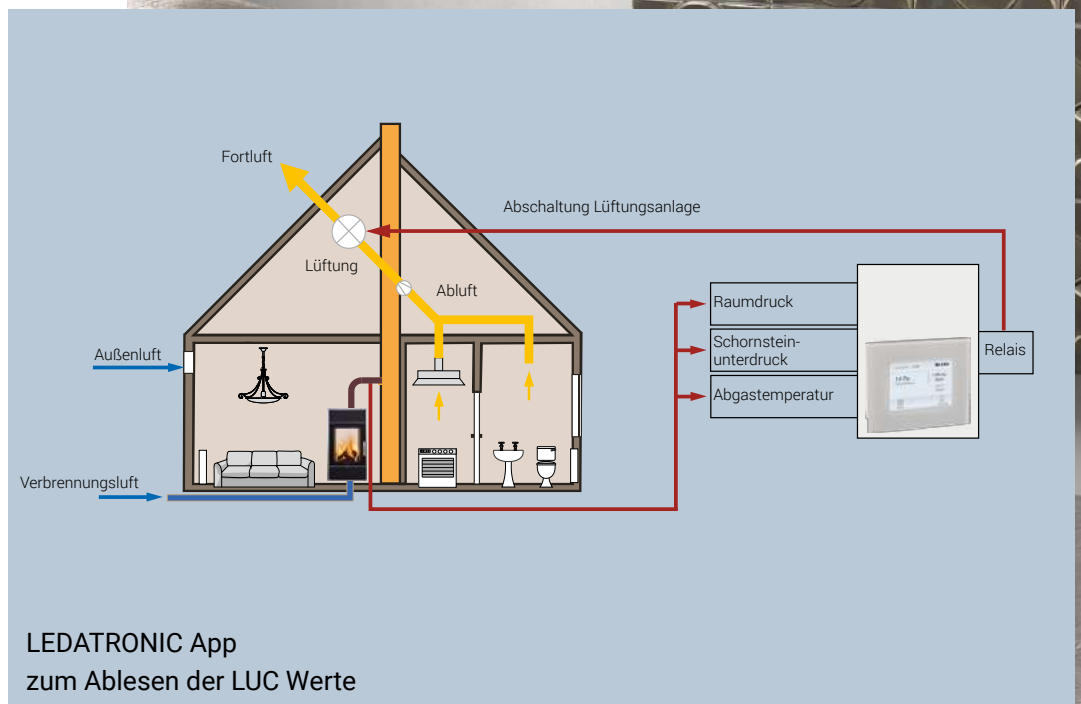 Fortluft
Abschaltung Lüftungsanlage
Lüftung
Abluft
Raumdruck
Schornstein-
unterdruck
Relais
Außenluft
Abgastemperatur
Verbrennungsluft
LEDATRONIC App
zum Ablesen der LUC Werte